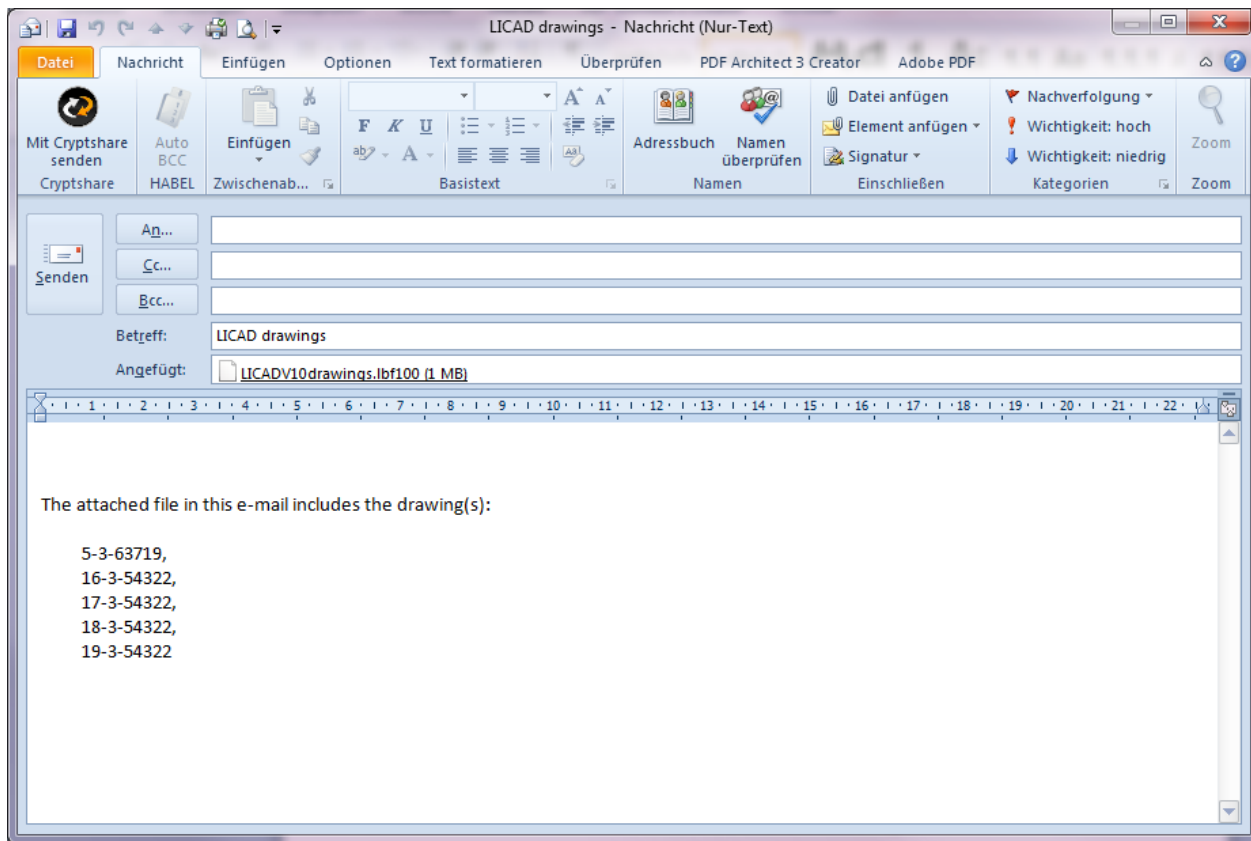 LICAD drawings - Nachricht (Nur-Text)
Datei Nachricht Einfügen Optionen Text formatieren Überprüfen PDF Architect 3 Creator Adobe PDF
Mit Cryptshare senden
Auto BCC
Einfügen
F K U
Adressbuch
Namen überprüfen
Datei anfügen
Element anfügen
Signatur
Nachverfolgung
Wichtigkeit: hoch
Wichtigkeit: niedrig
Zoom
Cryptshare HABEL Zwischenab... Basistext Namen Einschließen Kategorien Zoom
Senden
An...
Cc...
Bcc...
Betreff: LICAD drawings
Angefügt: LICADV10drawings.lbf100 (1 MB)
1 2 3 4 5 6 7 8 9 10 11 12 13 14 15 16 17 18 19 20 21 22
The attached file in this e-mail includes the drawing(s):
5-3-63719,
16-3-54322,
17-3-54322,
18-3-54322,
19-3-54322